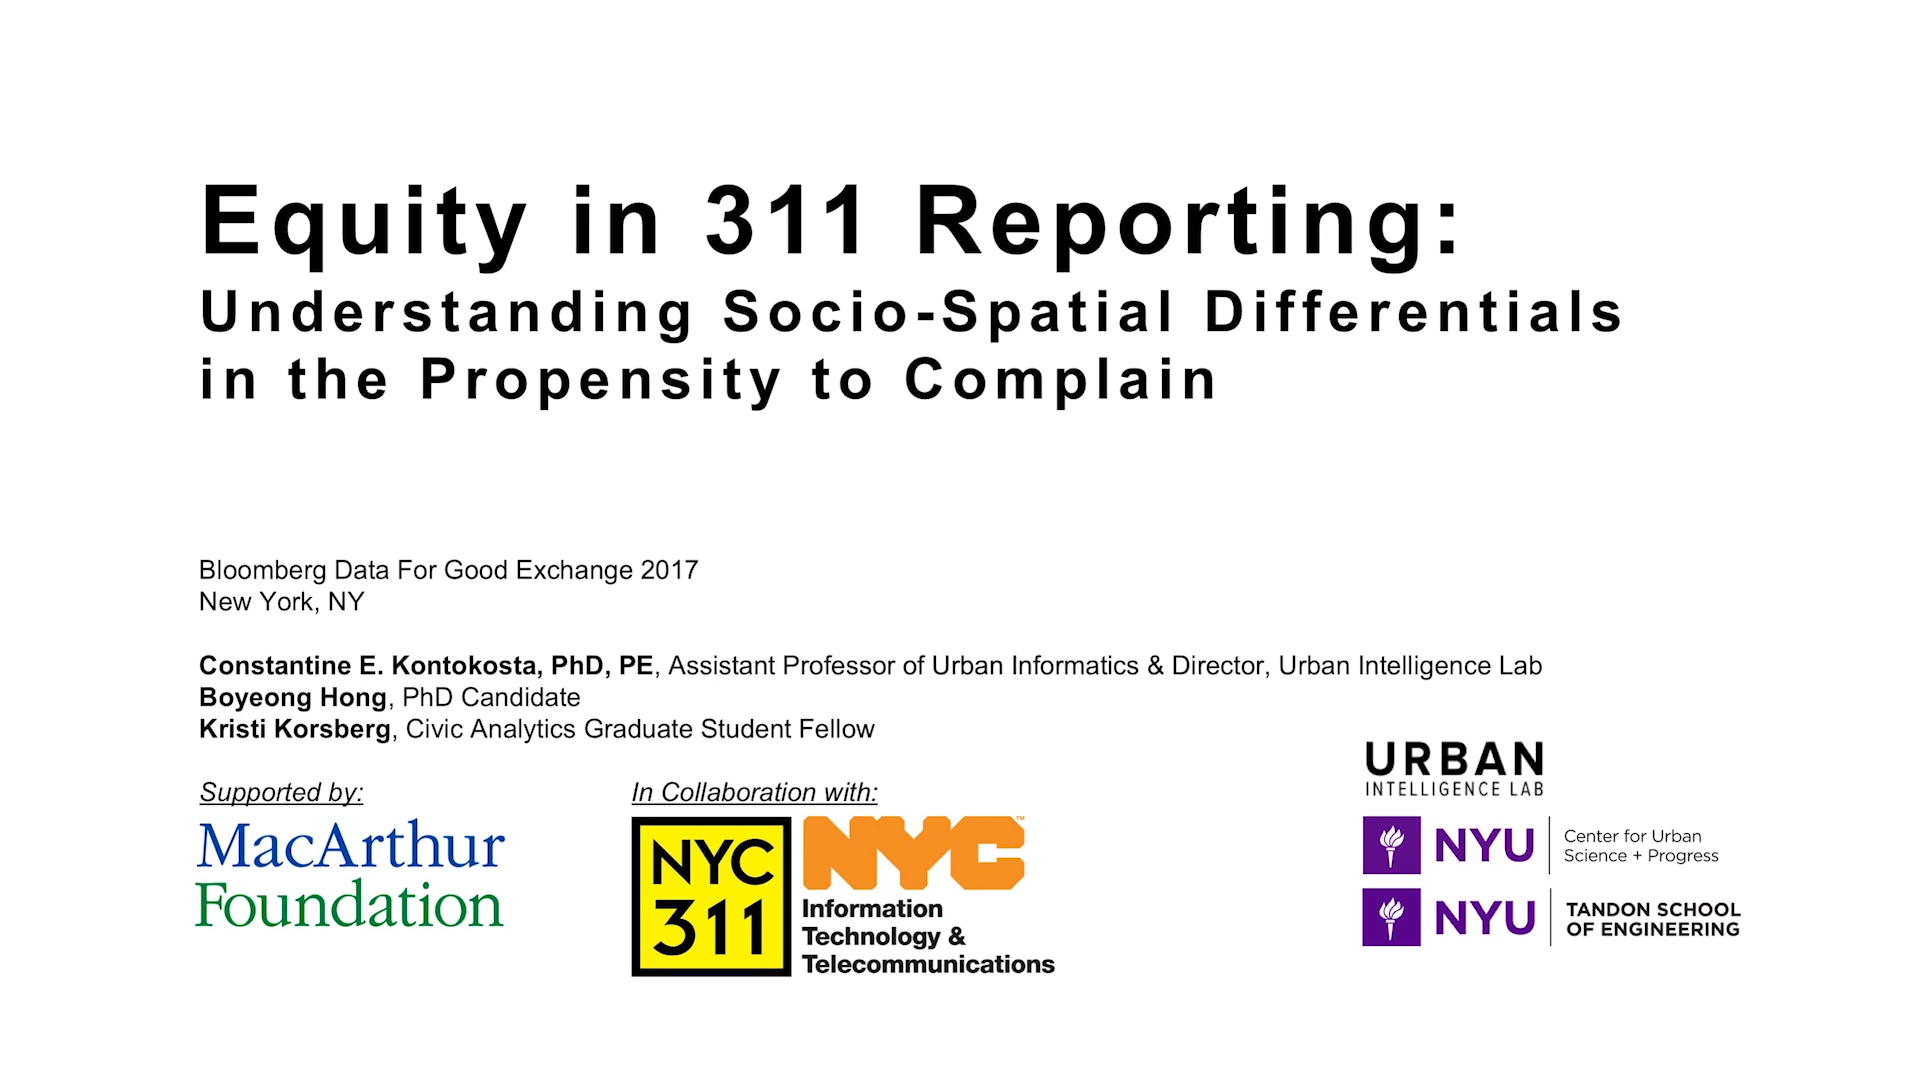 Equity in 311 Reporting:
Understanding Socio-Spatial Differentials
in the Propensity to Complain
Bloomberg Data For Good Exchange 2017
New York, NY
Constantine E. Kontokosta, PhD, PE, Assistant Professor of Urban Informatics & Director, Urban Intelligence Lab
Boyeong Hong, PhD Candidate
Kristi Korsberg, Civic Analytics Graduate Student Fellow
Supported by:
MacArthur
Foundation
In Collaboration with:
NYC
311
NYC™
Information
Technology &
Telecommunications
URBAN
INTELLIGENCE LAB
NYU
Center for Urban
Science + Progress
NYU
TANDON SCHOOL
OF ENGINEERING